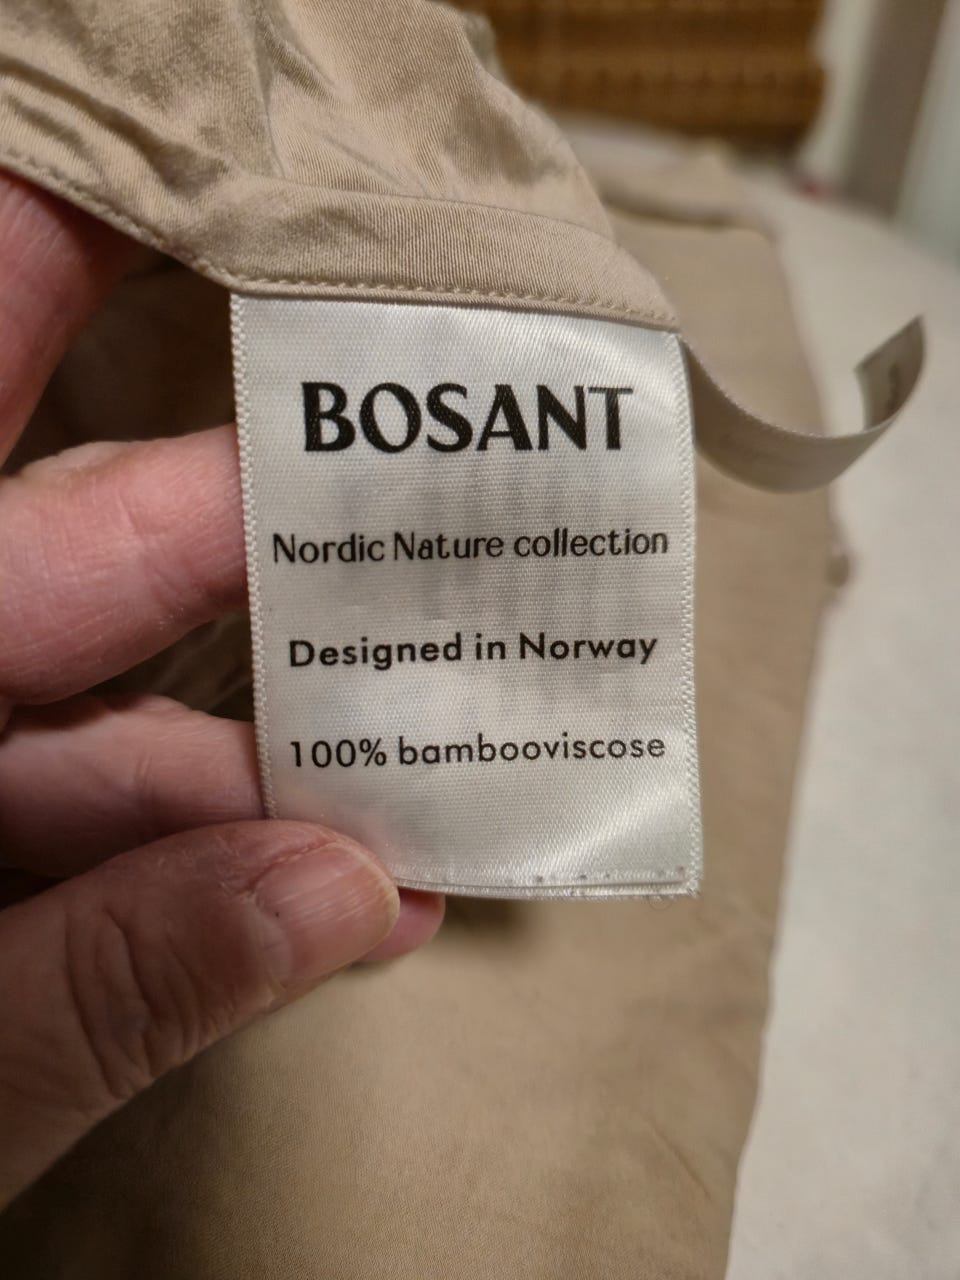 BOSANT
Nordic Nature collection
Designed in Norway
100% bambooviscose